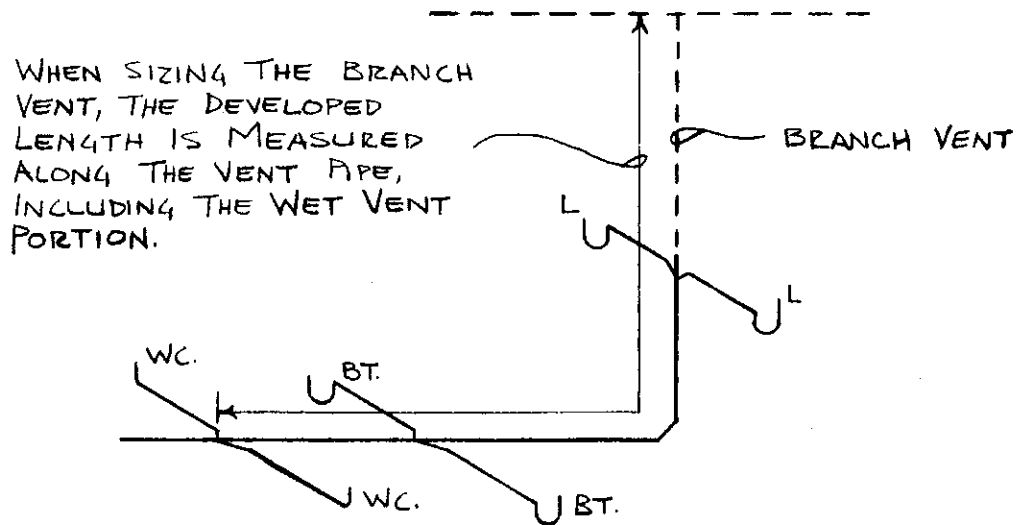 WHEN SIZING THE BRANCH
VENT, THE DEVELOPED
LENGTH IS MEASURED
ALONG THE VENT PIPE,
INCLUDING THE WET VENT
PORTION.
BRANCH VENT
L
L
WC.
BT.
WC.
BT.